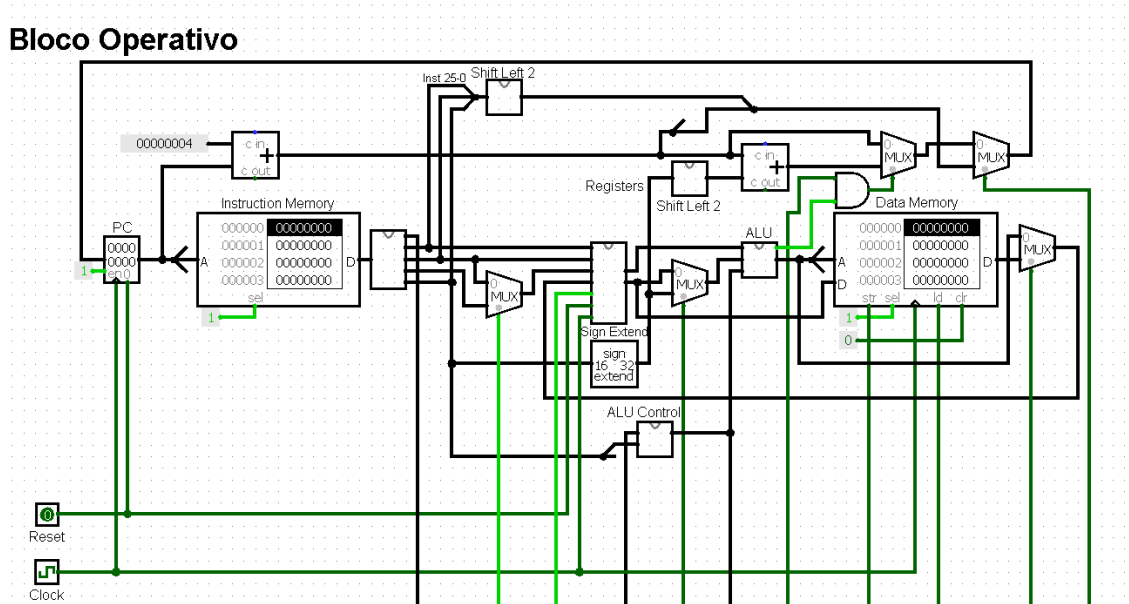 Bloco Operativo
Inst 25-0
Shift Left 2
00000004
c in
+
c out
Registers
Shift Left 2
c in
+
c out
0
MUX
0
MUX
PC
0000
0000
en 0
1
Instruction Memory
A
000000 00000000
000001 00000000
000002 00000000
000003 00000000
D
sel
1
0
MUX
Sign Extend
sign
16 32
extend
0
MUX
ALU
Data Memory
A
D
000000 00000000
000001 00000000
000002 00000000
000003 00000000
D
str sel ld clr
1
0
0
MUX
ALU Control
0
Reset
Clock